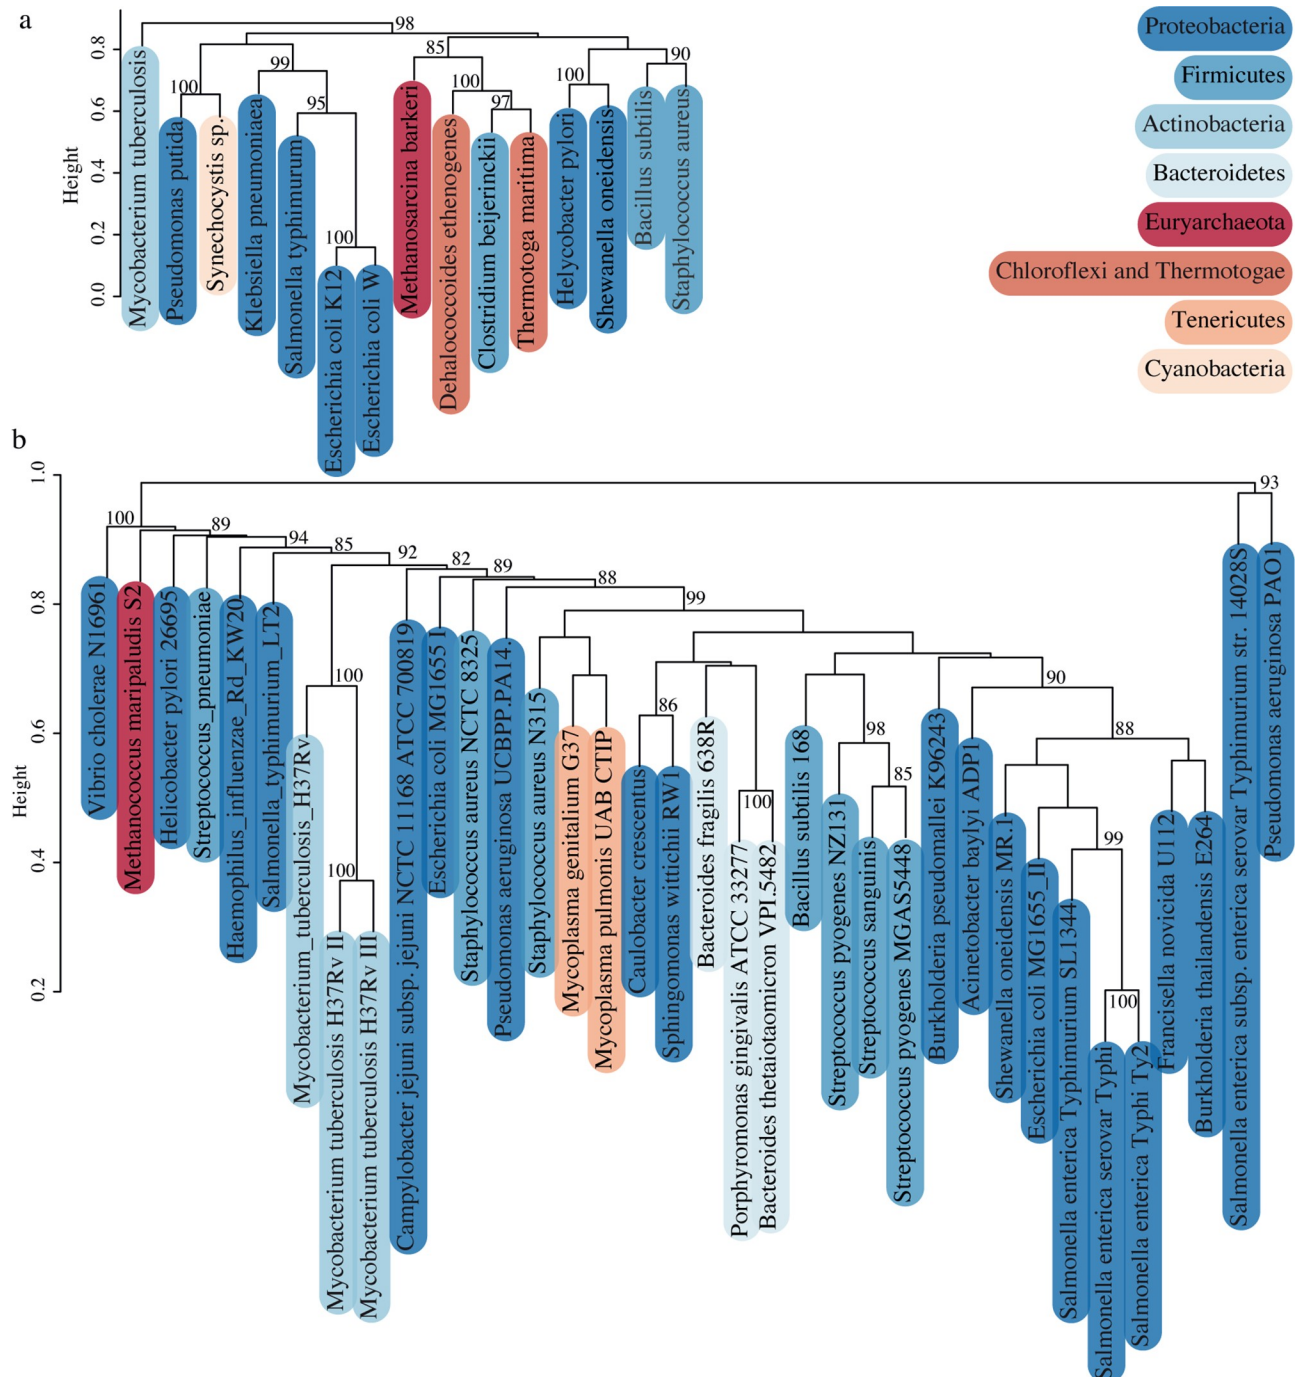 a
Height
0.8
0.6
0.4
0.2
0.0
98
100
99
95
100
85
100
97
100
90
Mycobacterium tuberculosis
Pseudomonas putida
Synechocystis sp.
Klebsiella pneumoniaea
Salmonella typhimurum
Escherichia coli K12
Escherichia coli W
Methanosarcina barkeri
Dehalococcoides ethenogenes
Clostridium beijerinckii
Thermotoga maritima
Helycobacter pylori
Shewanella oneidensis
Bacillus subtilis
Staphylococcus aureus
Proteobacteria
Firmicutes
Actinobacteria
Bacteroidetes
Euryarchaeota
Chloroflexi and Thermotogae
Tenericutes
Cyanobacteria
b
Height
1.0
0.8
0.6
0.4
0.2
93
100
89
94
85
92
82
89
88
99
100
100
86
100
98
85
90
88
99
100
Vibrio cholerae N16961
Methanococcus maripaludis S2
Helicobacter pylori 26695
Streptococcus_pneumoniae
Haemophilus_influenzae_Rd_KW20
Salmonella_typhimurium_LT2
Mycobacterium_tuberculosis_H37Rv
Mycobacterium tuberculosis H37Rv II
Mycobacterium tuberculosis H37Rv III
Campylobacter jejuni subsp. jejuni NCTC 11168 ATCC 700819
Escherichia coli MG1655 I
Staphylococcus aureus NCTC 8325
Pseudomonas aeruginosa UCBPP.PA14.
Staphylococcus aureus N315
Mycoplasma genitalium G37
Mycoplasma pulmonis UAB CTIP
Caulobacter crescentus
Sphingomonas wittichii RW1
Bacteroides fragilis 638R
Porphyromonas gingivalis ATCC 33277
Bacteroides thetaiotaomicron VPI.5482
Bacillus subtilis 168
Streptococcus pyogenes NZ131
Streptococcus sanguinis
Streptococcus pyogenes MGAS5448
Burkholderia pseudomallei K96243
Acinetobacter baylyi ADP1
Shewanella oneidensis MR.1
Escherichia coli MG1655_II
Salmonella enterica Typhimurium SL1344
Salmonella enterica serovar Typhi
Salmonella enterica Typhi Ty2
Francisella novicida U112
Burkholderia thailandensis E264
Salmonella enterica subsp. enterica serovar Typhimurium str. 14028S
Pseudomonas aeruginosa PAO1